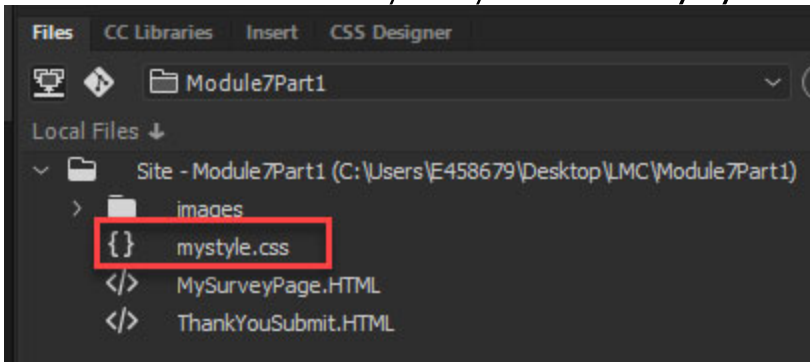 Files CC Libraries Insert CSS Designer
Module7Part1
Local Files
Site - Module7Part1 (C:\Users\E458679\Desktop\LMC\Module7Part1)
images
{} mystyle.css
</> MySurveyPage.HTML
</> ThankYouSubmit.HTML